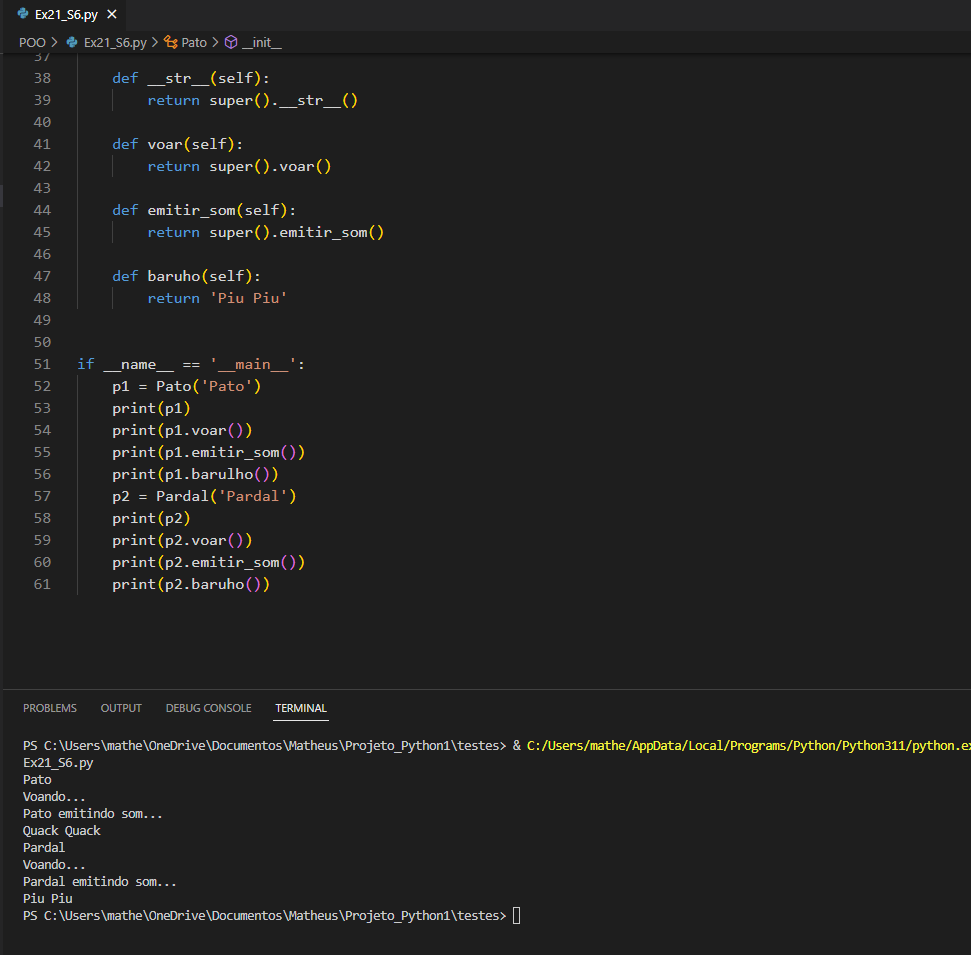 Ex21_S6.py ×
POO > Ex21_S6.py > Pato > __init__
37
38 def __str__(self):
39 return super().__str__()
40
41 def voar(self):
42 return super().voar()
43
44 def emitir_som(self):
45 return super().emitir_som()
46
47 def baruho(self):
48 return 'Piu Piu'
49
50
51 if __name__ == '__main__':
52 p1 = Pato('Pato')
53 print(p1)
54 print(p1.voar())
55 print(p1.emitir_som())
56 print(p1.barulho())
57 p2 = Pardal('Pardal')
58 print(p2)
59 print(p2.voar())
60 print(p2.emitir_som())
61 print(p2.baruho())
PROBLEMS OUTPUT DEBUG CONSOLE TERMINAL
PS C:\Users\mathe\OneDrive\Documentos\Matheus\Projeto_Python1\testes> & C:/Users/mathe/AppData/Local/Programs/Python/Python311/python.ex
Ex21_S6.py
Pato
Voando...
Pato emitindo som...
Quack Quack
Pardal
Voando...
Pardal emitindo som...
Piu Piu
PS C:\Users\mathe\OneDrive\Documentos\Matheus\Projeto_Python1\testes>